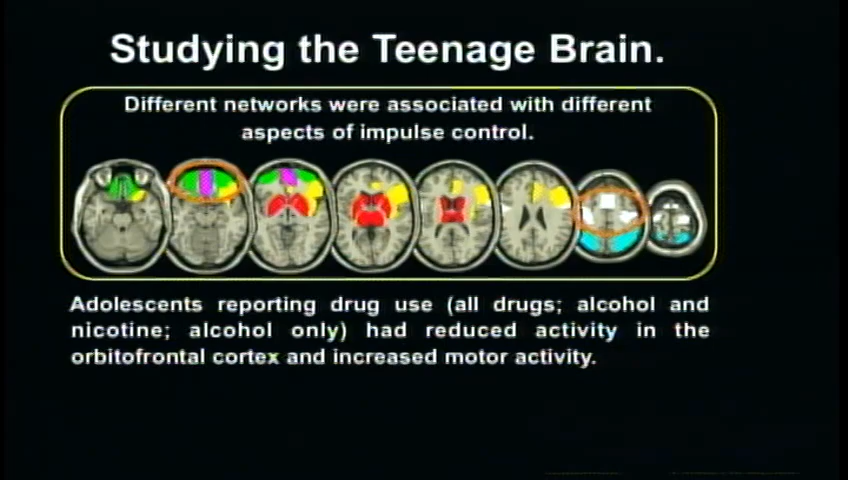 Studying the Teenage Brain.
Different networks were associated with different
aspects of impulse control.
Adolescents reporting drug use (all drugs; alcohol and
nicotine; alcohol only) had reduced activity in the
orbitofrontal cortex and increased motor activity.